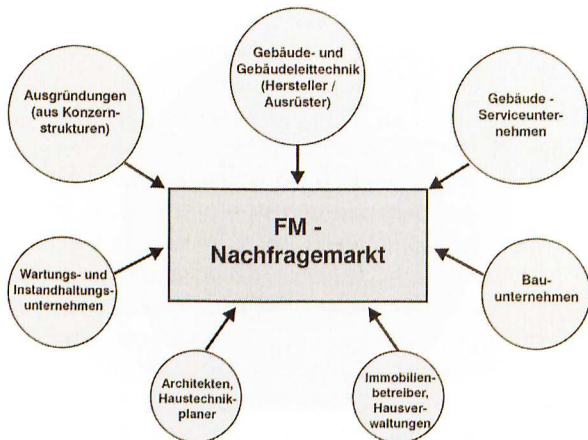 Gebäude- und
Gebäudeleittechnik
(Hersteller /
Ausrüster)
Ausgründungen
(aus Konzern-
strukturen)
Gebäude -
Serviceunter-
nehmen
FM -
Nachfragemarkt
Wartungs- und
Instandhaltungs-
unternehmen
Bau-
unternehmen
Architekten,
Haustechnik-
planer
Immobilien-
betreiber,
Hausver-
waltungen